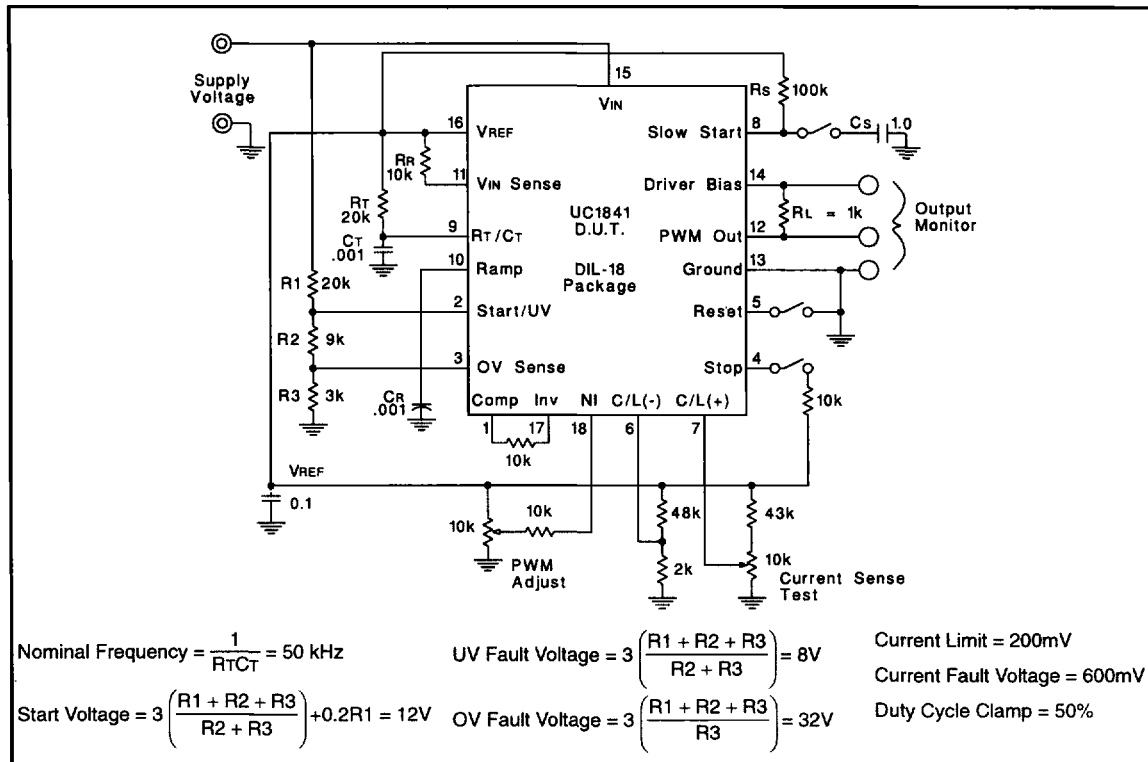 Supply
Voltage
15
VIN
RS 100k
16 VREF
Slow Start 8
CS 1.0
RR
10k
11 VIN Sense
Driver Bias 14
RT
20k
UC1841
D.U.T.
RL = 1k
Output
Monitor
9 RT/CT
PWM Out 12
CT
.001
10 Ramp
DIL-18
Package
Ground 13
R1 20k
2 Start/UV
Reset 5
R2 9k
3 OV Sense
Stop 4
R3 3k
CR
.001
10k
Comp Inv NI C/L(-) C/L(+)
1 17 18 6 7
10k
VREF
0.1
10k
10k
48k
43k
PWM
Adjust
2k
10k
Current Sense
Test
Nominal Frequency = 1 / RTCT = 50 kHz
UV Fault Voltage = 3 ( R1 + R2 + R3 / R2 + R3 ) = 8V
Current Limit = 200mV
Current Fault Voltage = 600mV
Start Voltage = 3 ( R1 + R2 + R3 / R2 + R3 ) +0.2R1 = 12V
OV Fault Voltage = 3 ( R1 + R2 + R3 / R3 ) = 32V
Duty Cycle Clamp = 50%